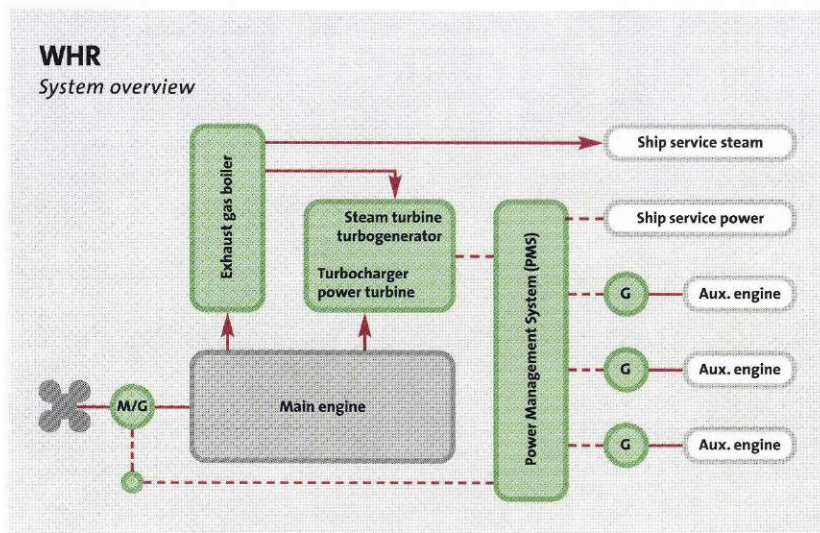 WHR
System overview
Exhaust gas boiler
Ship service steam
Steam turbine
turbogenerator
Turbocharger
power turbine
Power Management System (PMS)
Ship service power
G
Aux. engine
G
Aux. engine
G
Aux. engine
M/G
Main engine